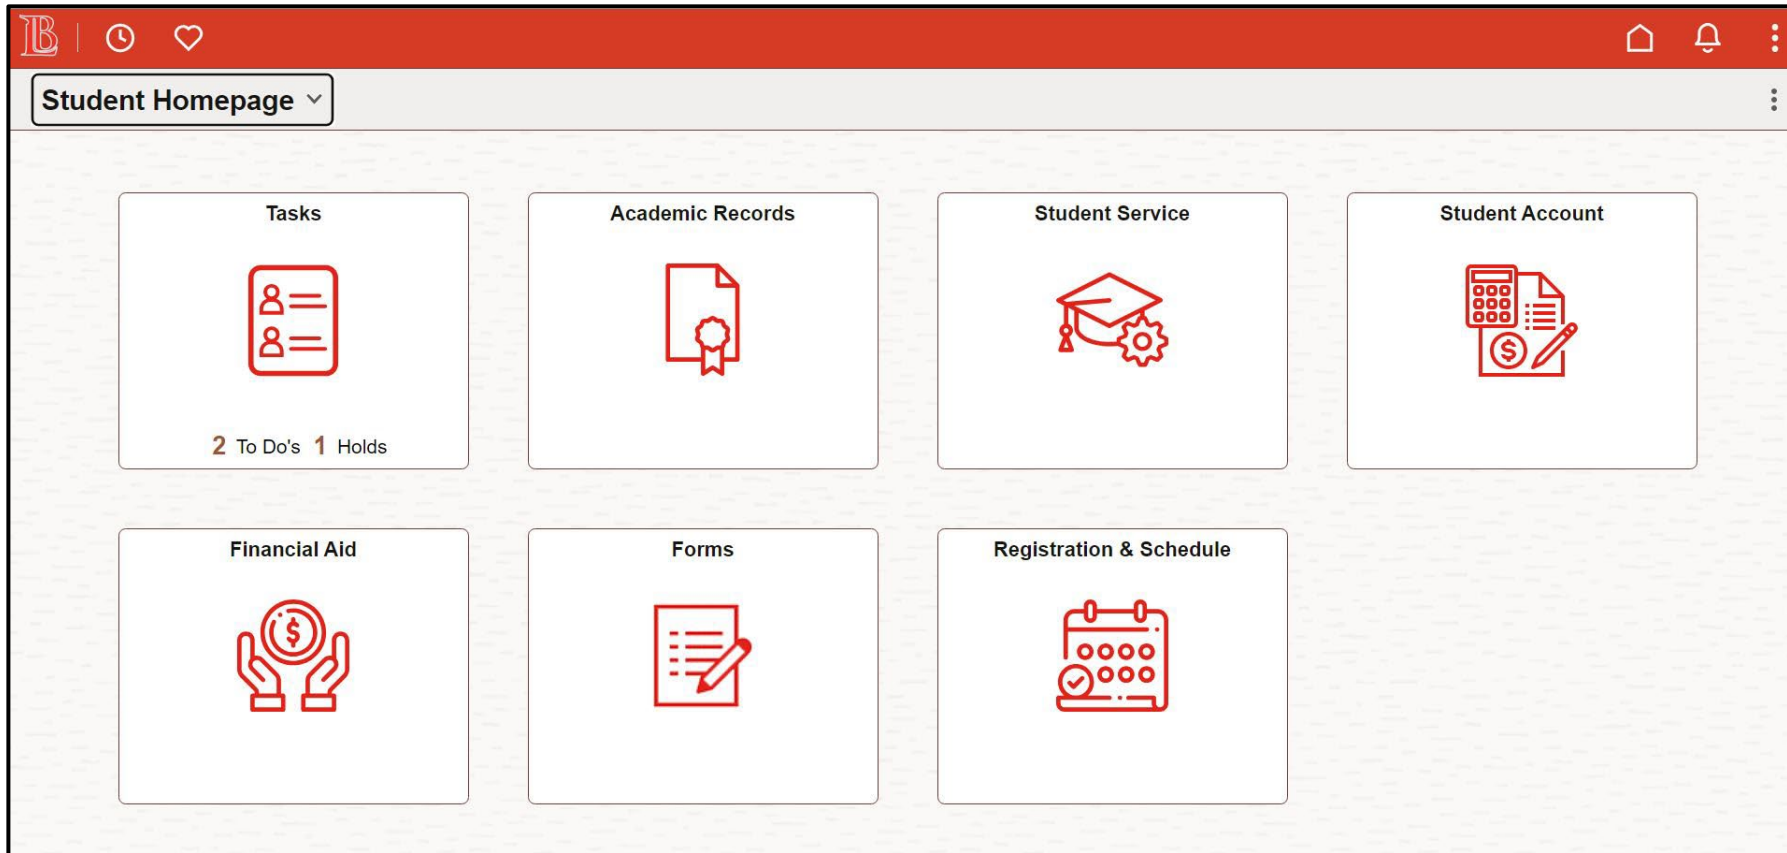 LB
Student Homepage
Tasks
Academic Records
Student Service
Student Account
2 To Do's 1 Holds
Financial Aid
Forms
Registration & Schedule